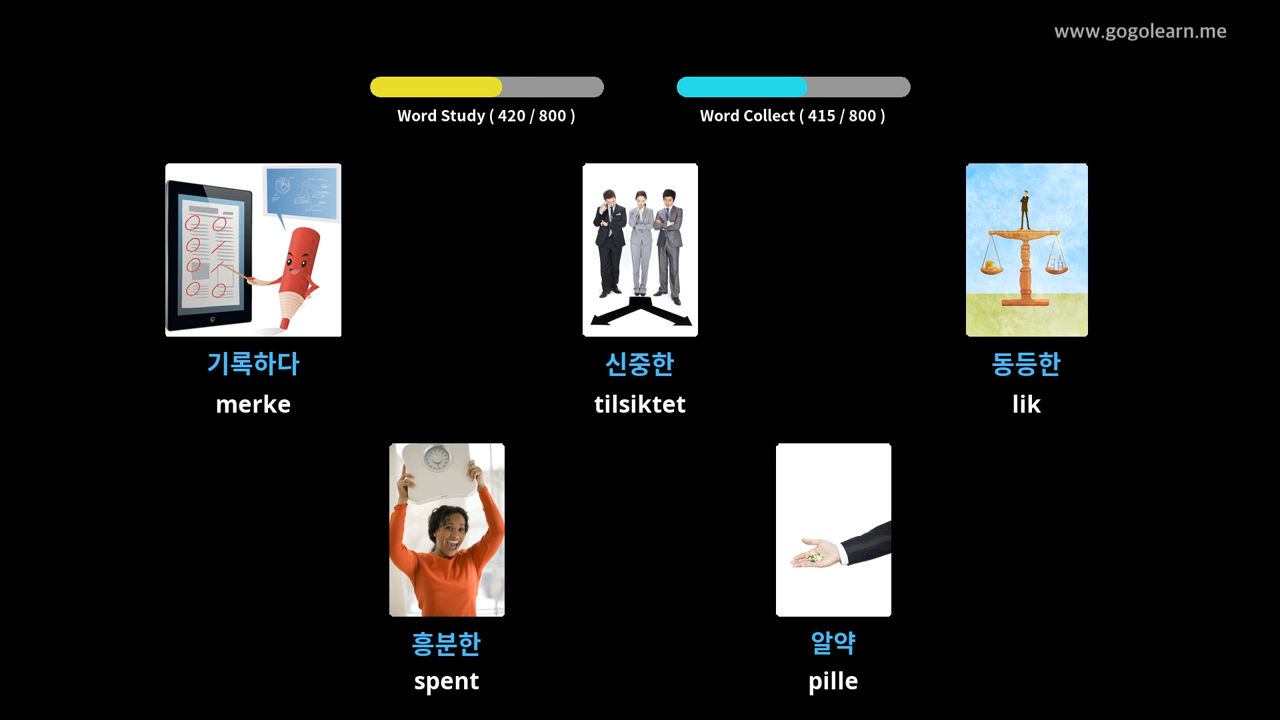 www.gogolearn.me
Word Study ( 420 / 800 )
Word Collect ( 415 / 800 )
기록하다
merke
신중한
tilsiktet
동등한
lik
흥분한
spent
알약
pille